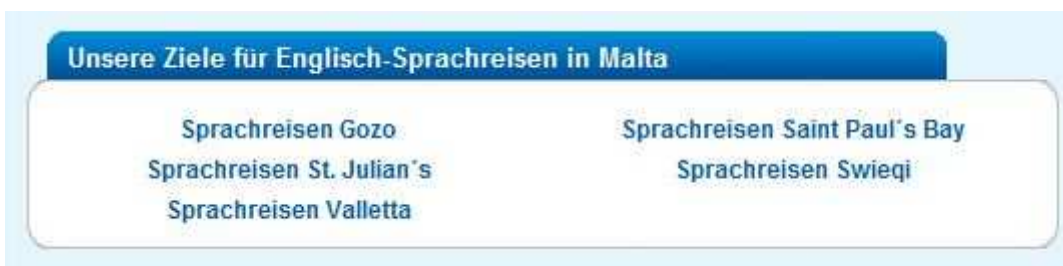 Unsere Ziele für Englisch-Sprachreisen in Malta
Sprachreisen Gozo
Sprachreisen St. Julian´s
Sprachreisen Valletta
Sprachreisen Saint Paul´s Bay
Sprachreisen Swieqi